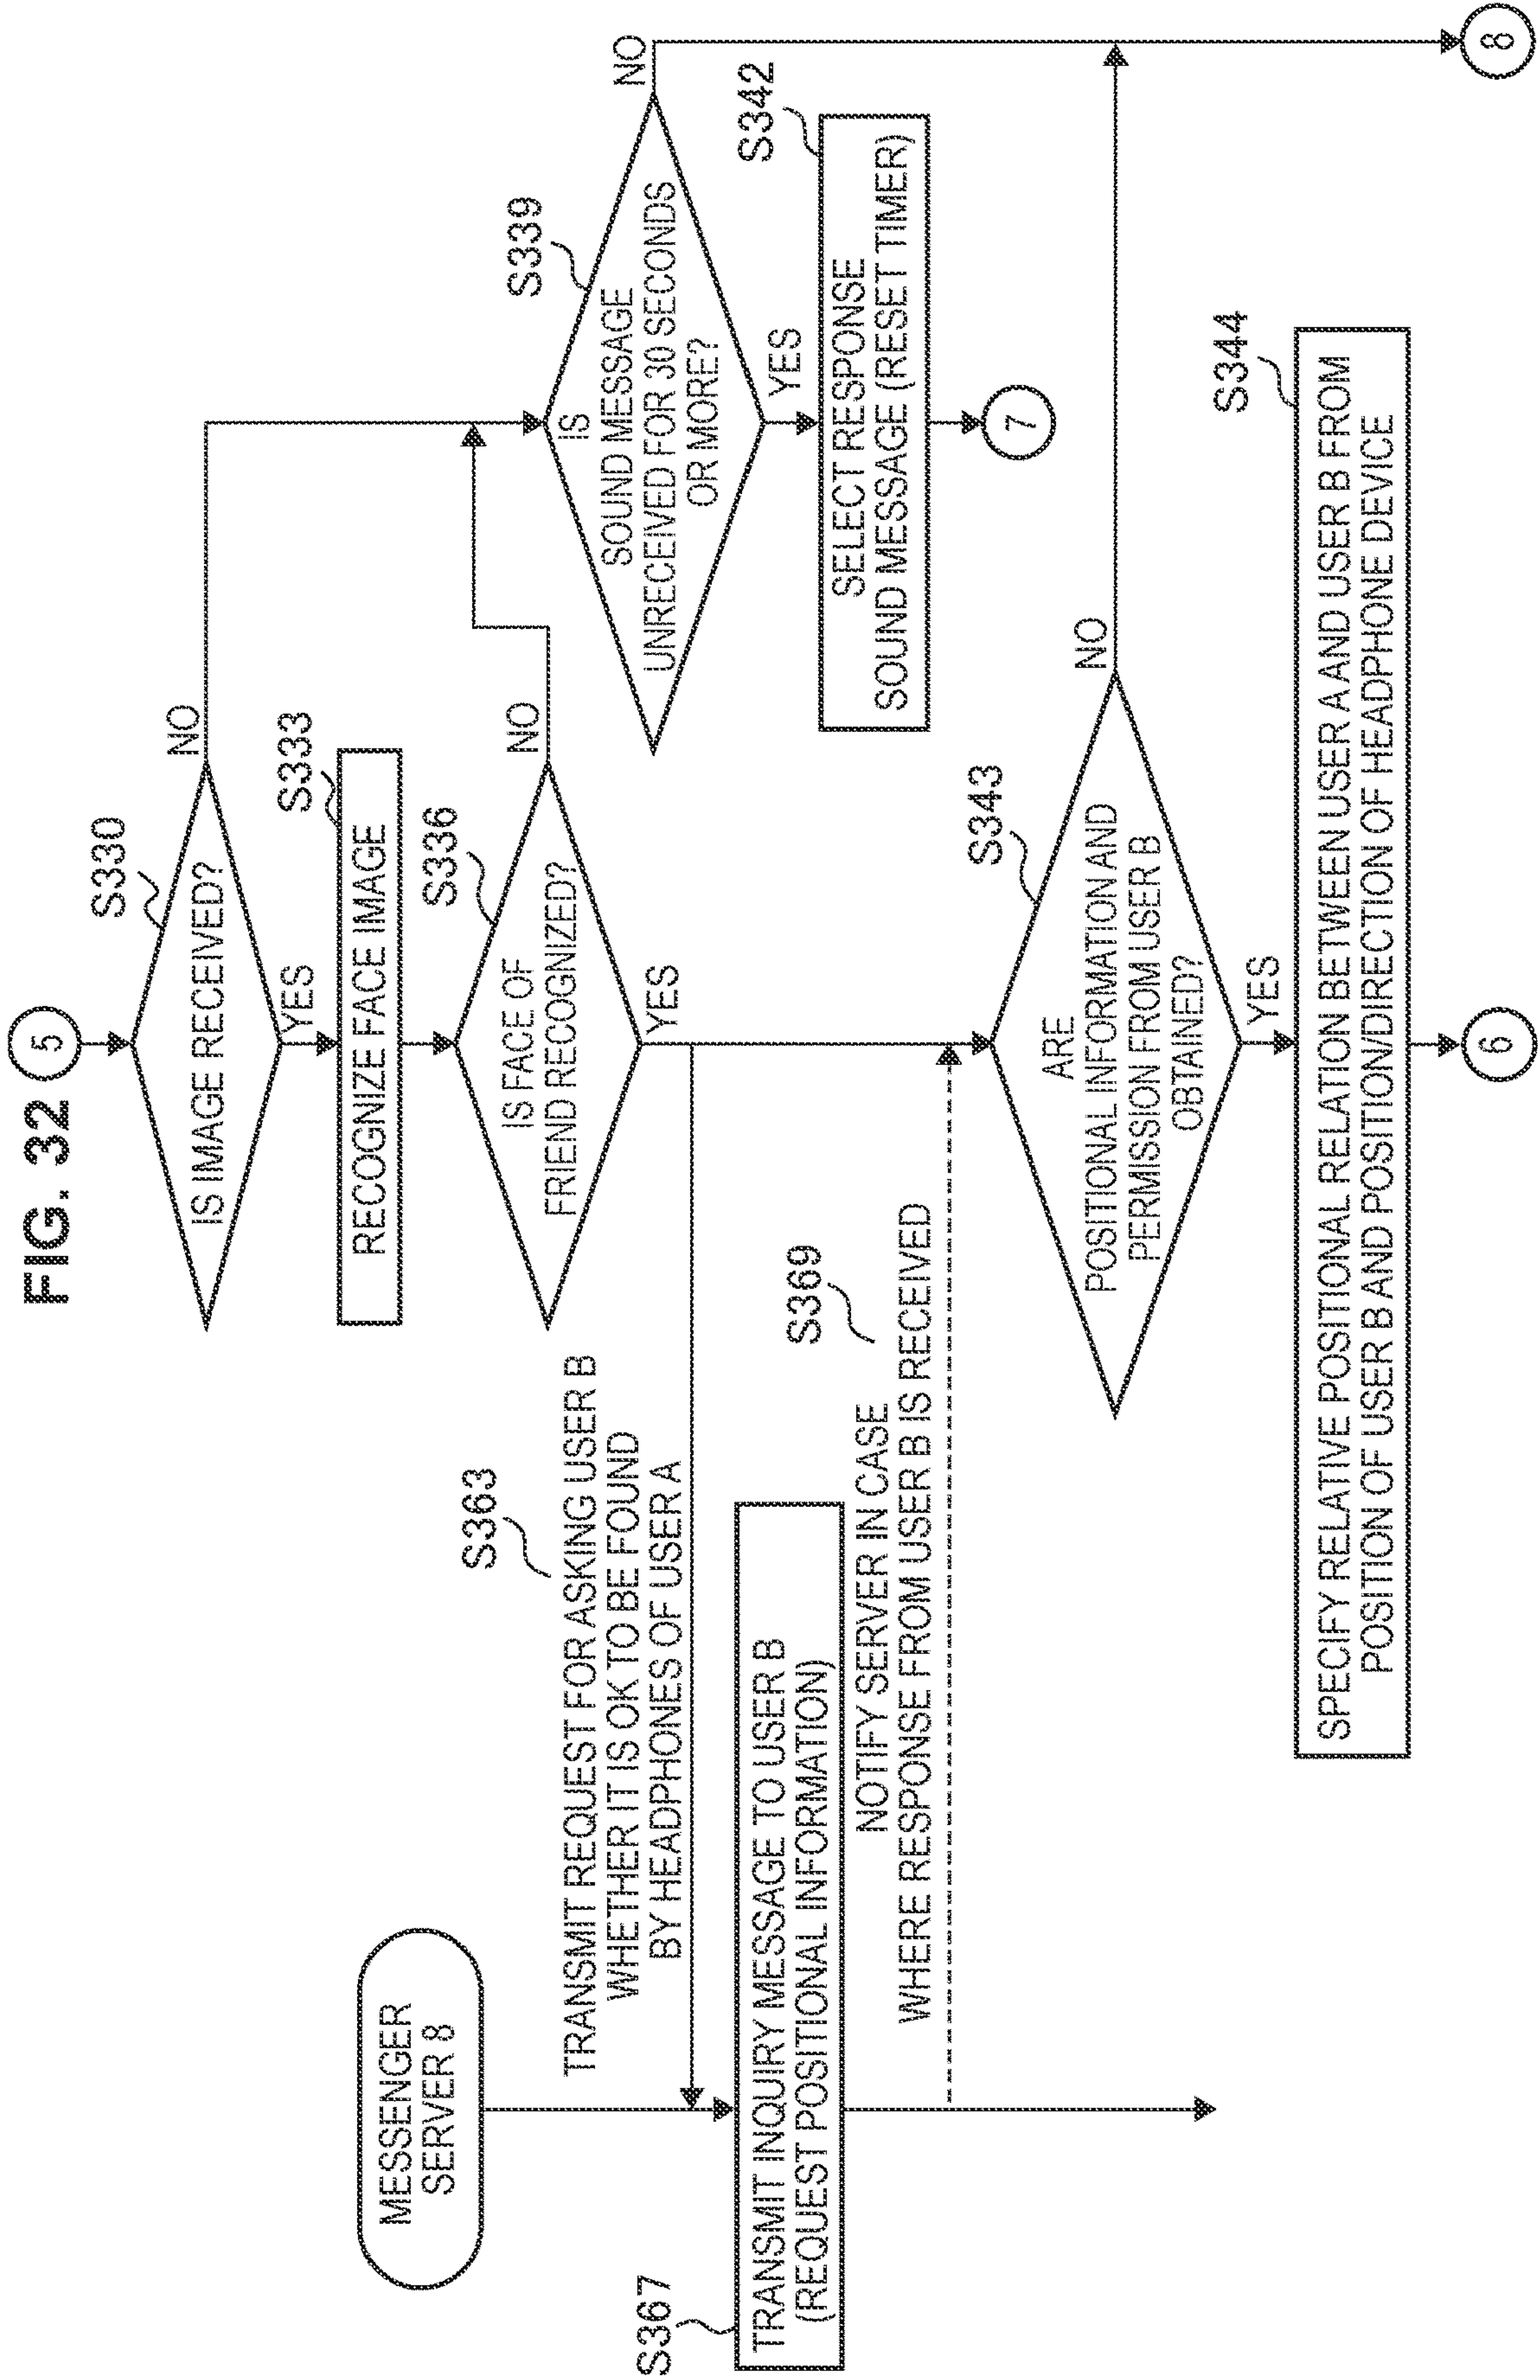 FIG. 32
5
S330
IS IMAGE RECEIVED?
NO
YES
S333
RECOGNIZE FACE IMAGE
S336
IS FACE OF
FRIEND RECOGNIZED?
NO
YES
S339
IS
SOUND MESSAGE
UNRECEIVED FOR 30 SECONDS
OR MORE?
NO
YES
S342
SELECT RESPONSE
SOUND MESSAGE (RESET TIMER)
7
MESSENGER
SERVER 8
S363
TRANSMIT REQUEST FOR ASKING USER B
WHETHER IT IS OK TO BE FOUND
BY HEADPHONES OF USER A
S367
TRANSMIT INQUIRY MESSAGE TO USER B
(REQUEST POSITIONAL INFORMATION)
S369
NOTIFY SERVER IN CASE
WHERE RESPONSE FROM USER B IS RECEIVED
S343
ARE
POSITIONAL INFORMATION AND
PERMISSION FROM USER B
OBTAINED?
NO
YES
S344
SPECIFY RELATIVE POSITIONAL RELATION BETWEEN USER A AND USER B FROM
POSITION OF USER B AND POSITION/DIRECTION OF HEADPHONE DEVICE
6
8